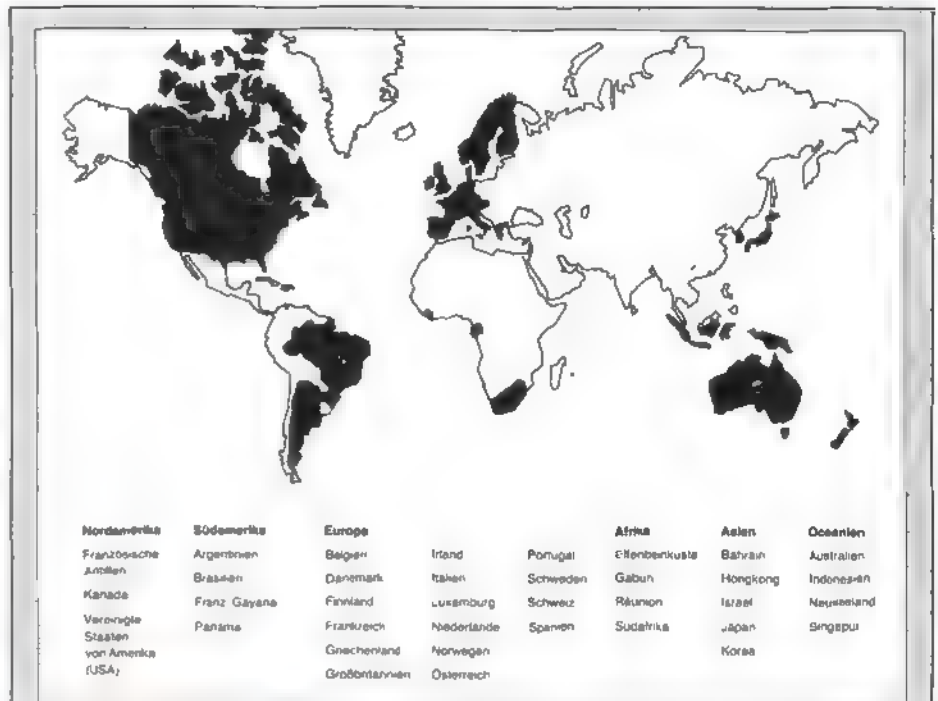 Nordamerika
Französische
Antillen
Kanada
Vereinigte
Staaten
von Amerika
(USA)
Südamerika
Argentinien
Brasilien
Franz Gayana
Panama
Europe
Belgien
Dänemark
Finnland
Frankreich
Griechenland
Großbritannien
Irland
Italien
Luxemburg
Niederlande
Norwegen
Österreich
Portugal
Schweden
Schweiz
Spanien
Afrika
Elfenbeinküste
Gabun
Réunion
Südafrika
Asien
Bahrain
Hongkong
Israel
Japan
Korea
Oceanien
Australien
Indonesien
Neuseeland
Singapur